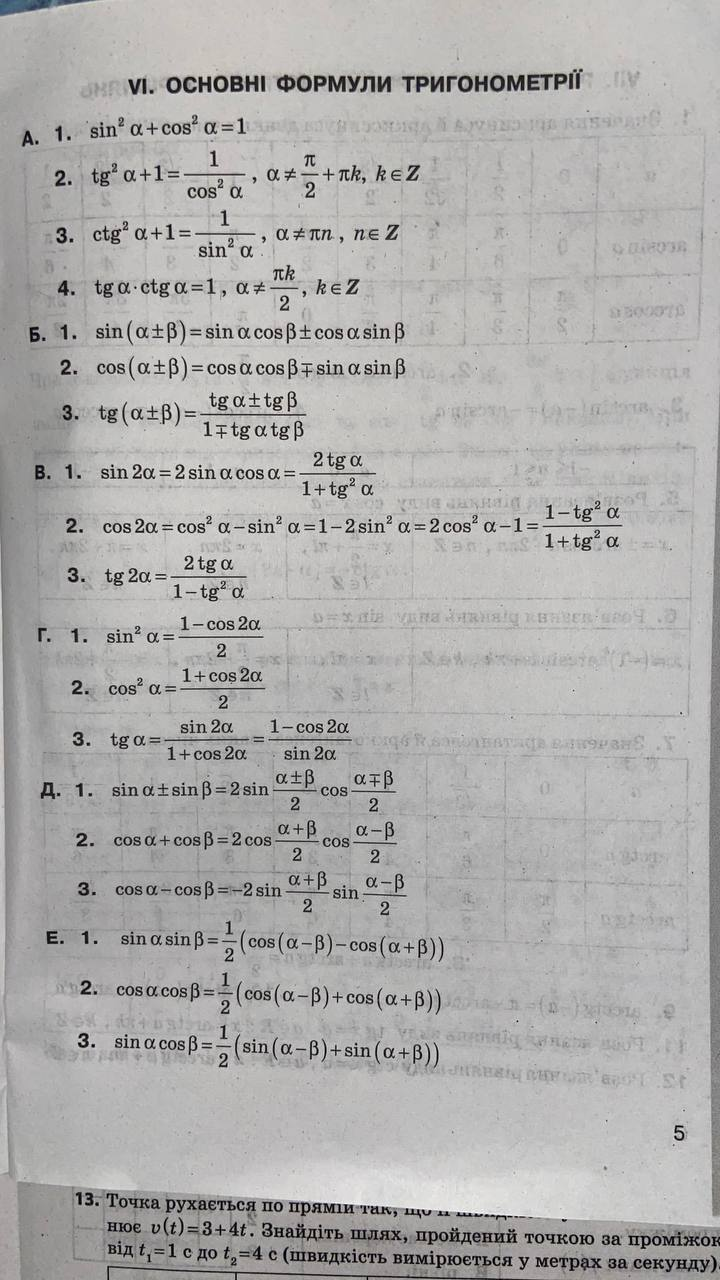 VI. ОСНОВНІ ФОРМУЛИ ТРИГОНОМЕТРІЇ
А. 1. sin² α+cos² α=1
2. tg² α+1=1/cos² α, α≠π/2+πk, k∈Z
3. ctg² α+1=1/sin² α, α≠πn, n∈Z
4. tg α·ctg α=1, α≠πk/2, k∈Z
Б. 1. sin(α±β)=sin α cos β±cos α sin β
2. cos(α±β)=cos α cos β∓sin α sin β
3. tg(α±β)=(tg α±tg β)/(1∓tg α tg β)
В. 1. sin 2α=2 sin α cos α=2 tg α/(1+tg² α)
2. cos 2α=cos² α−sin² α=1−2 sin² α=2 cos² α−1=(1−tg² α)/(1+tg² α)
3. tg 2α=2 tg α/(1−tg² α)
Г. 1. sin² α=(1−cos 2α)/2
2. cos² α=(1+cos 2α)/2
3. tg α=sin 2α/(1+cos 2α)=(1−cos 2α)/sin 2α
Д. 1. sin α±sin β=2 sin (α±β)/2 cos (α∓β)/2
2. cos α+cos β=2 cos (α+β)/2 cos (α−β)/2
3. cos α−cos β=−2 sin (α+β)/2 sin (α−β)/2
Е. 1. sin α sin β=1/2(cos(α−β)−cos(α+β))
2. cos α cos β=1/2(cos(α−β)+cos(α+β))
3. sin α cos β=1/2(sin(α−β)+sin(α+β))
5
13. Точка рухається по прямій так, що її
нює v(t)=3+4t. Знайдіть шлях, пройдений точкою за проміжок
від t₁=1 с до t₂=4 с (швидкість вимірюється у метрах за секунду).